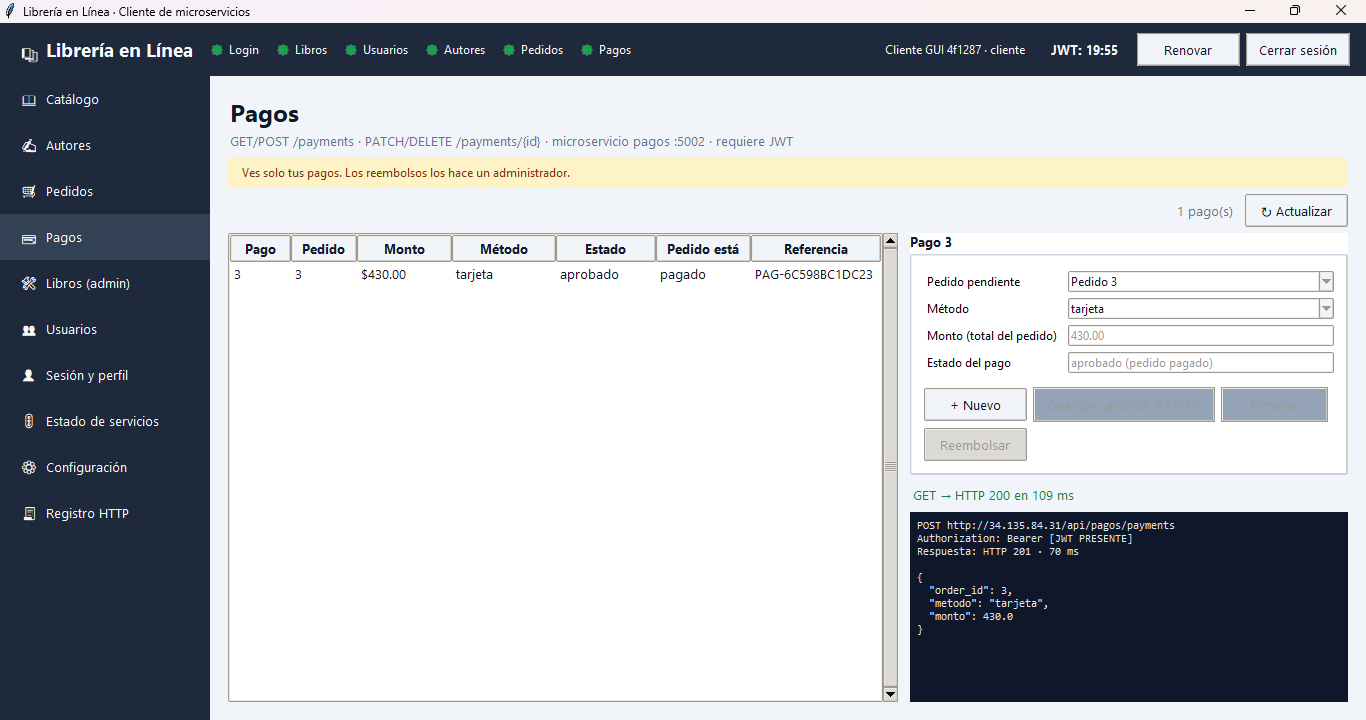 Librería en Línea · Cliente de microservicios
Librería en Línea
Login
Libros
Usuarios
Autores
Pedidos
Pagos
Cliente GUI 4f1287 · cliente
JWT: 19:55
Renovar
Cerrar sesión
Catálogo
Autores
Pedidos
Pagos
Libros (admin)
Usuarios
Sesión y perfil
Estado de servicios
Configuración
Registro HTTP
Pagos
GET/POST /payments · PATCH/DELETE /payments/{id} · microservicio pagos :5002 · requiere JWT
Ves solo tus pagos. Los reembolsos los hace un administrador.
1 pago(s)
↻ Actualizar
Pago Pedido Monto Método Estado Pedido está Referencia
3 3 $430.00 tarjeta aprobado pagado PAG-6C598BC1DC23
Pago 3
Pedido pendiente Pedido 3
Método tarjeta
Monto (total del pedido) 430.00
Estado del pago aprobado (pedido pagado)
+ Nuevo
Guardar cambios (PATCH)
Eliminar
Reembolsar
GET → HTTP 200 en 109 ms
POST http://34.135.84.31/api/pagos/payments
Authorization: Bearer [JWT PRESENTE]
Respuesta: HTTP 201 · 70 ms
{
"order_id": 3,
"metodo": "tarjeta",
"monto": 430.0
}